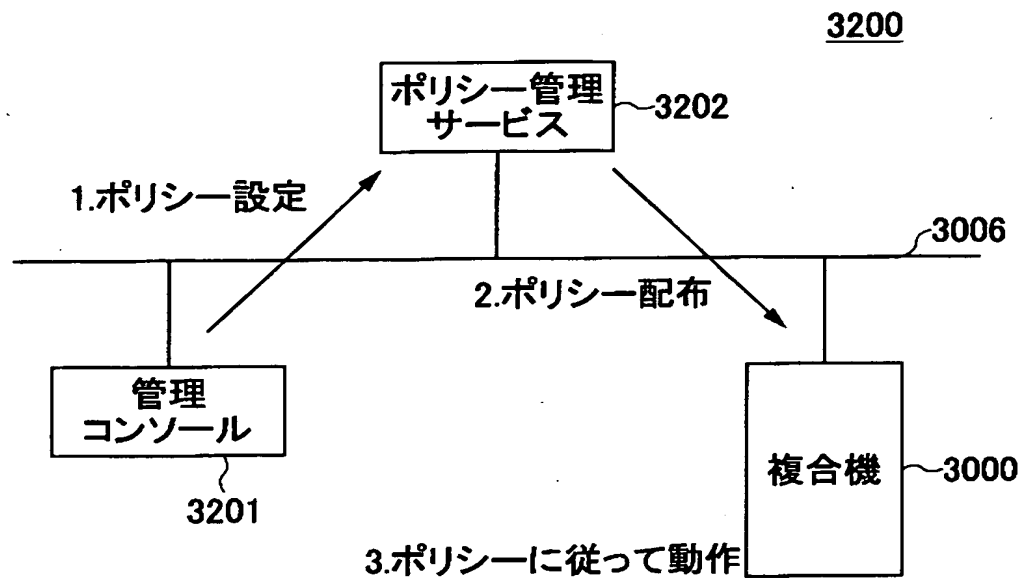 3200
ポリシー管理
サービス
3202
1.ポリシー設定
3006
2.ポリシー配布
管理
コンソール
3201
複合機
3000
3.ポリシーに従って動作